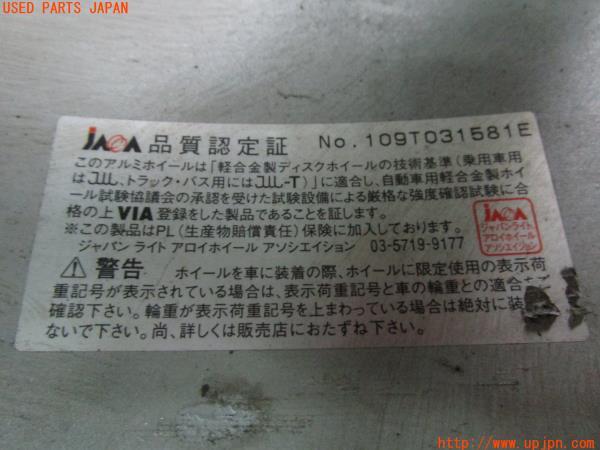 USED PARTS JAPAN
JAWA 品質認定証 No.109T031581E
このアルミホイールは「軽合金製ディスクホイールの技術基準(乗用車用
はJWL、トラック・バス用にはJWL-T)」に適合し、自動車用軽合金製ホイ
ール試験協議会の承認を受けた試験設備による厳格な強度確認試験に合
格の上VIA登録をした製品であることを証します。
※この製品はPL(生産物賠償責任)保険に加入しております。
ジャパン ライト アロイホイール アソシエイション 03-5719-9177
JAWA
ジャパンライト
アロイホイール
アソシエイション
⚠警告 ホイールを車に装着の際、ホイールに限定使用の表示荷
重記号が表示されている場合は、表示荷重記号と車の輪重との適合を
確認下さい。輪重が表示荷重記号を上まわっている場合は絶対に装
ないで下さい。尚、詳しくは販売店におたずね下さい。
http://www.upjpn.com/